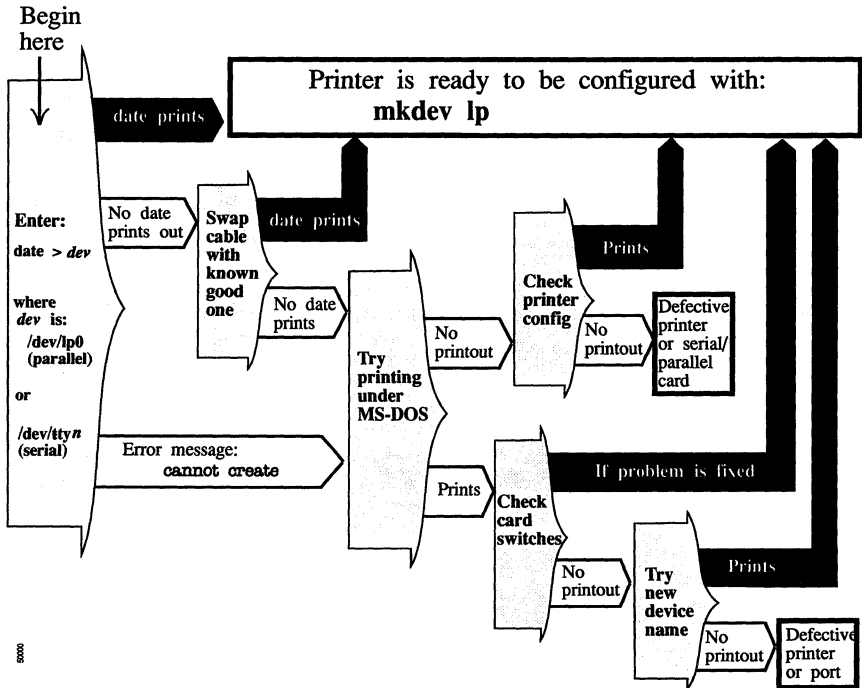 Begin
here
Printer is ready to be configured with:
mkdev lp
date prints
Enter:
date > dev
where
dev is:
/dev/lp0
(parallel)
or
/dev/ttyn
(serial)
No date
prints out
Swap
cable
with
known
good
one
date prints
No date
prints
Error message:
cannot create
Try
printing
under
MS-DOS
No
printout
Check
printer
config
Prints
No
printout
Defective
printer
or serial/
parallel
card
Prints
Check
card
switches
If problem is fixed
No
printout
Try
new
device
name
Prints
No
printout
Defective
printer
or port
50000